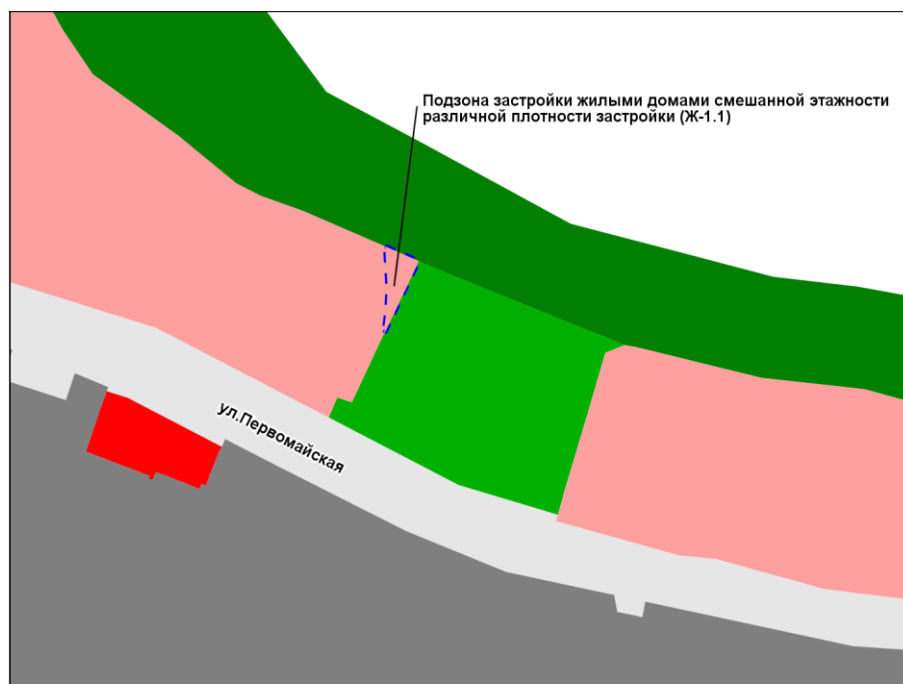 Подзона застройки жилыми домами смешанной этажности
различной плотности застройки (Ж-1.1)
ул.Первомайская